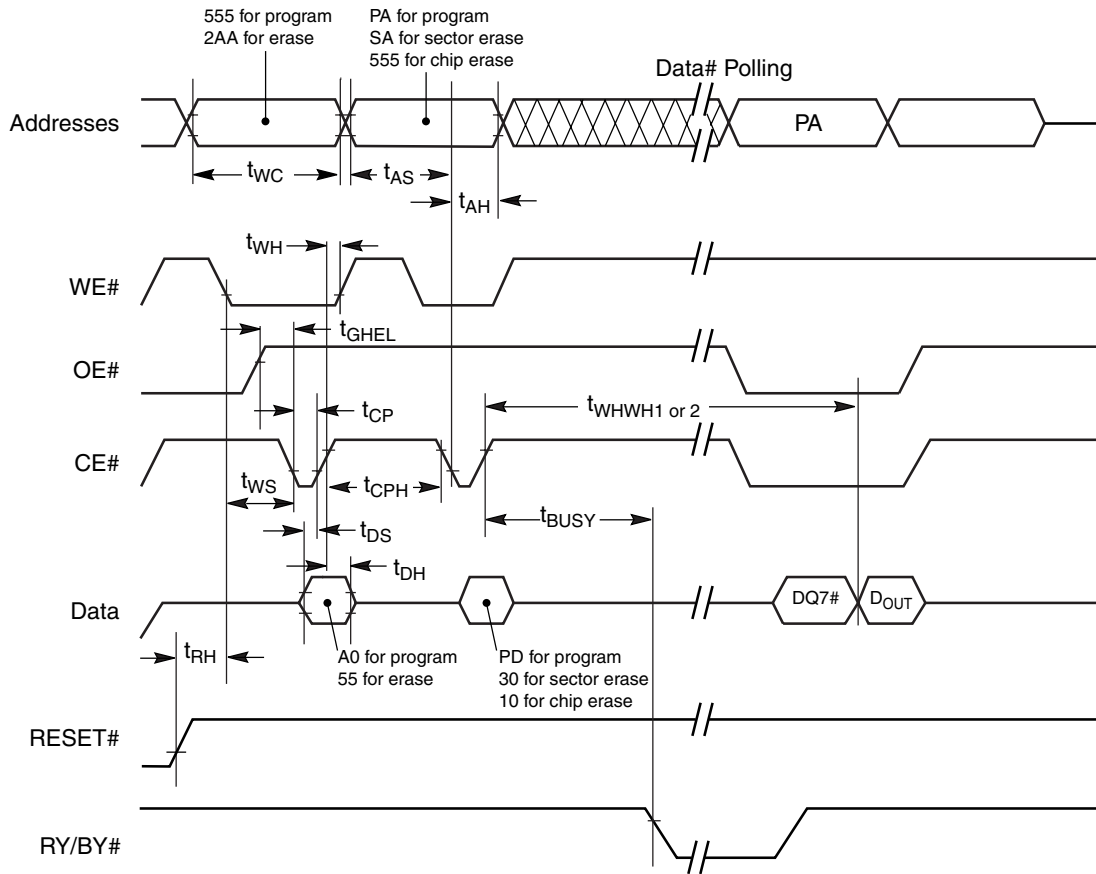 555 for program
2AA for erase
PA for program
SA for sector erase
555 for chip erase
Data# Polling
Addresses
PA
tWC
tAS
tAH
tWH
WE#
tGHEL
OE#
tCP
tWHWH1 or 2
CE#
tWS
tCPH
tBUSY
tDS
tDH
Data
DQ7#
DOUT
tRH
A0 for program
55 for erase
PD for program
30 for sector erase
10 for chip erase
RESET#
RY/BY#